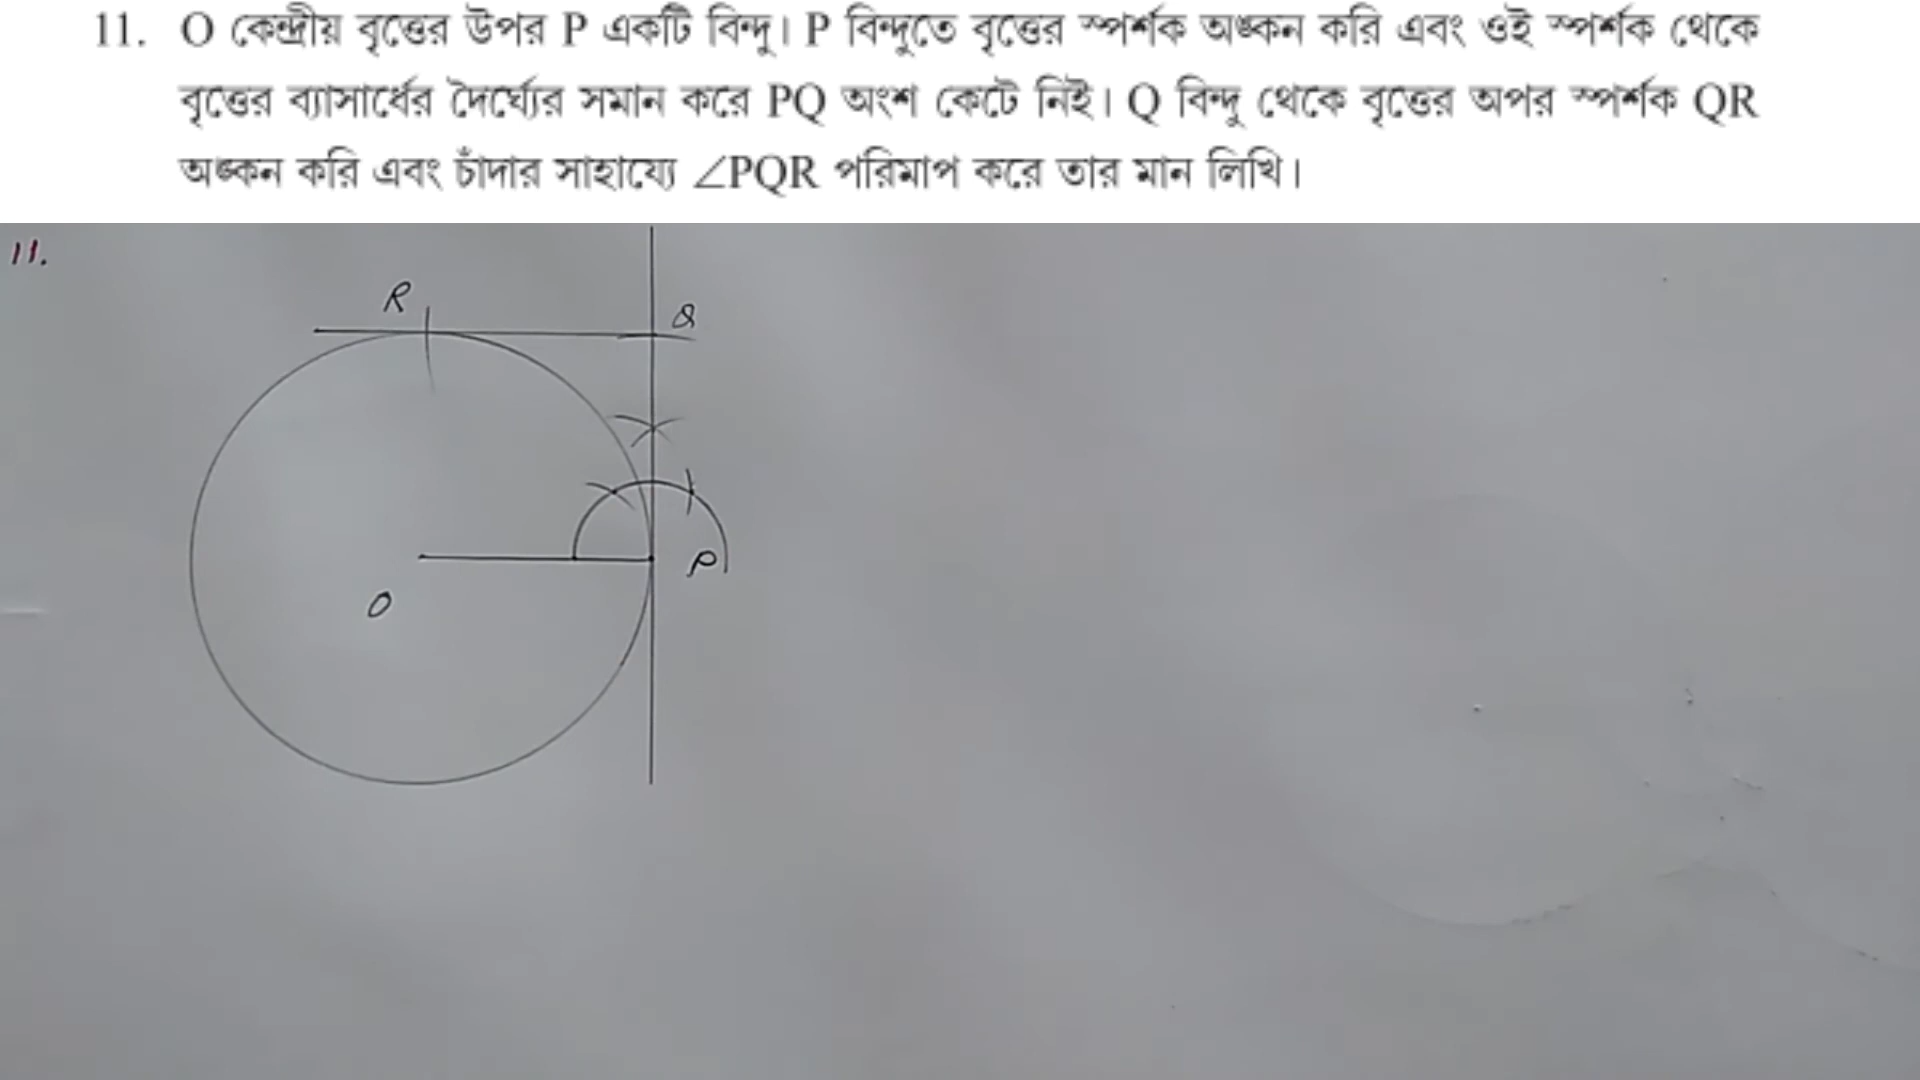 11. O কেন্দ্রীয় বৃত্তের উপর P একটি বিন্দু। P বিন্দুতে বৃত্তের স্পর্শক অঙ্কন করি এবং ওই স্পর্শক থেকে
বৃত্তের ব্যাসার্ধের দৈর্ঘ্যের সমান করে PQ অংশ কেটে নিই। Q বিন্দু থেকে বৃত্তের অপর স্পর্শক QR
অঙ্কন করি এবং চাঁদার সাহায্যে ∠PQR পরিমাপ করে তার মান লিখি।
11.
R
Q
P
O